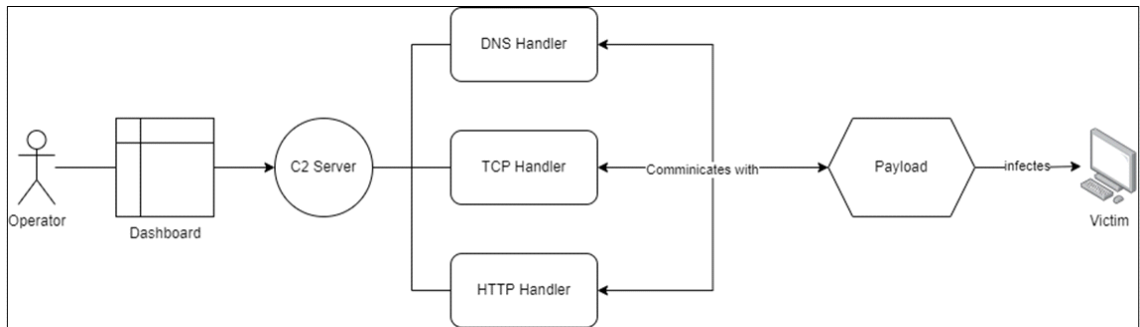 DNS Handler
Operator
Dashboard
C2 Server
TCP Handler
Comminicates with
Payload
infectes
Victim
HTTP Handler